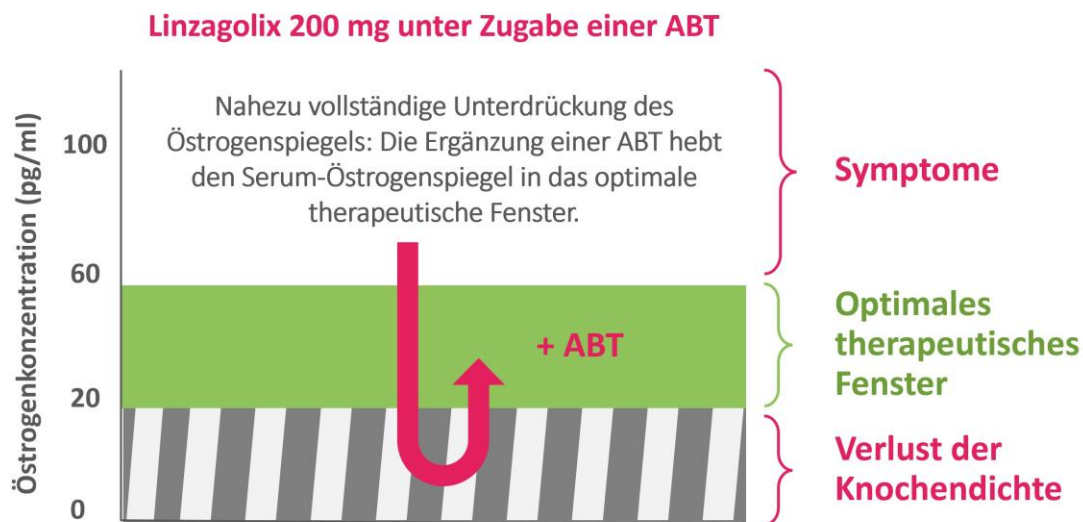 Linzagolix 200 mg unter Zugabe einer ABT
Östrogenkonzentration (pg/ml)
100
60
20
0
Nahezu vollständige Unterdrückung des
Östrogenspiegels: Die Ergänzung einer ABT hebt
den Serum-Östrogenspiegel in das optimale
therapeutische Fenster.
+ ABT
Symptome
Optimales
therapeutisches
Fenster
Verlust der
Knochendichte